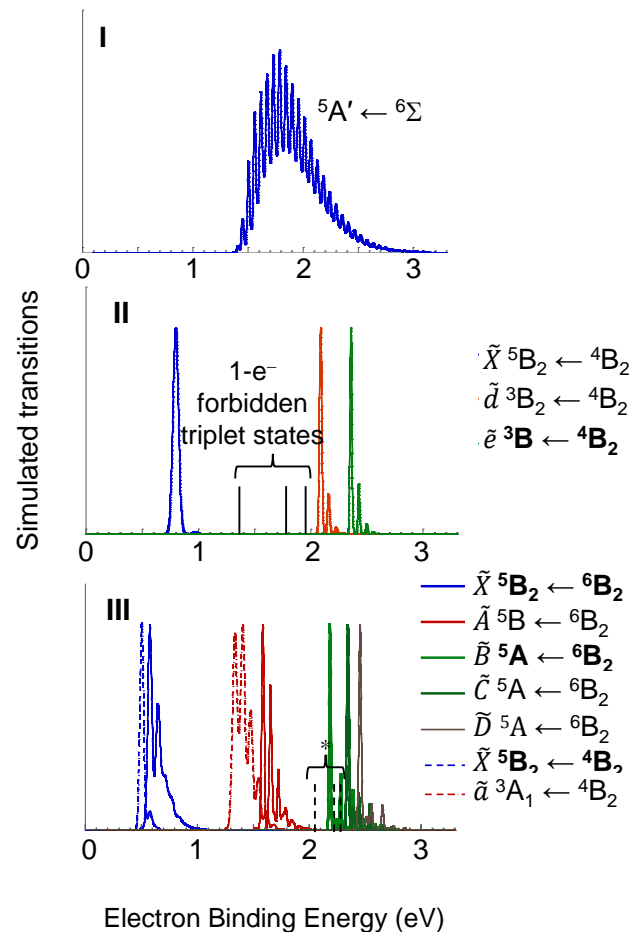 I
⁵A′ ← ⁶Σ
0 1 2 3
Simulated transitions
II
1-e⁻
forbidden
triplet states
X̃ ⁵B₂ ← ⁴B₂
d̃ ³B₂ ← ⁴B₂
ẽ ³B ← ⁴B₂
0 1 2 3
III
*
X̃ ⁵B₂ ← ⁶B₂
Ã ⁵B ← ⁶B₂
B̃ ⁵A ← ⁶B₂
C̃ ⁵A ← ⁶B₂
D̃ ⁵A ← ⁶B₂
X̃ ⁵B₂ ← ⁴B₂
ã ³A₁ ← ⁴B₂
0 1 2 3
Electron Binding Energy (eV)